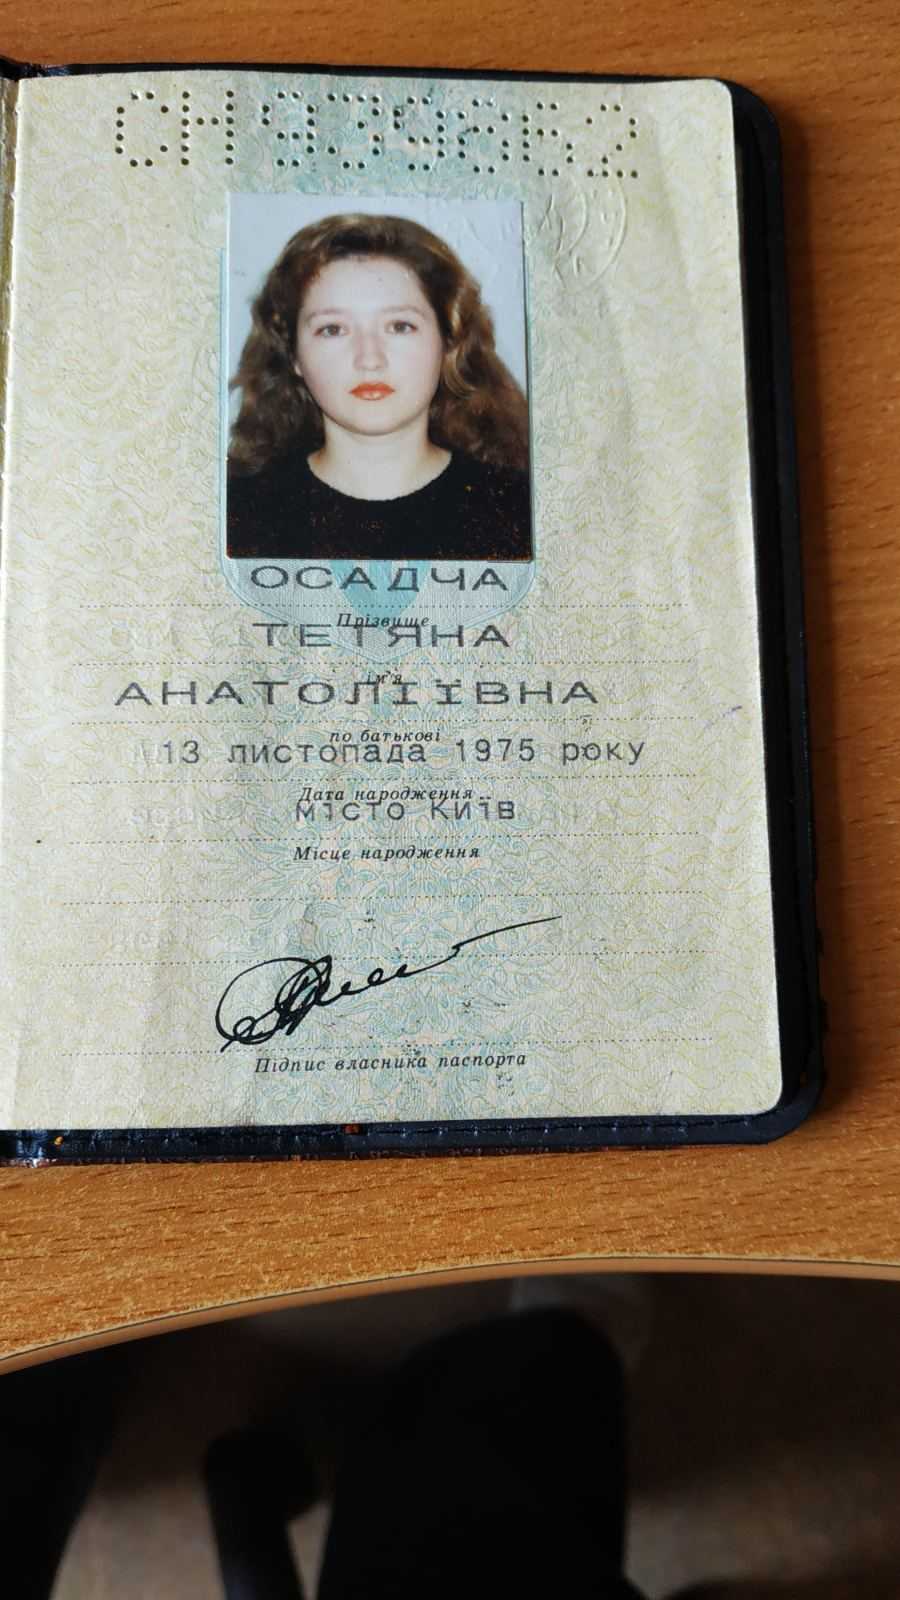 СН939652
ОСАДЧА
Прізвище
ТЕТЯНА
ім'я
АНАТОЛІЇВНА
по батькові
13 листопада 1975 року
Дата народження
місто Київ
Місце народження
Підпис власника паспорта